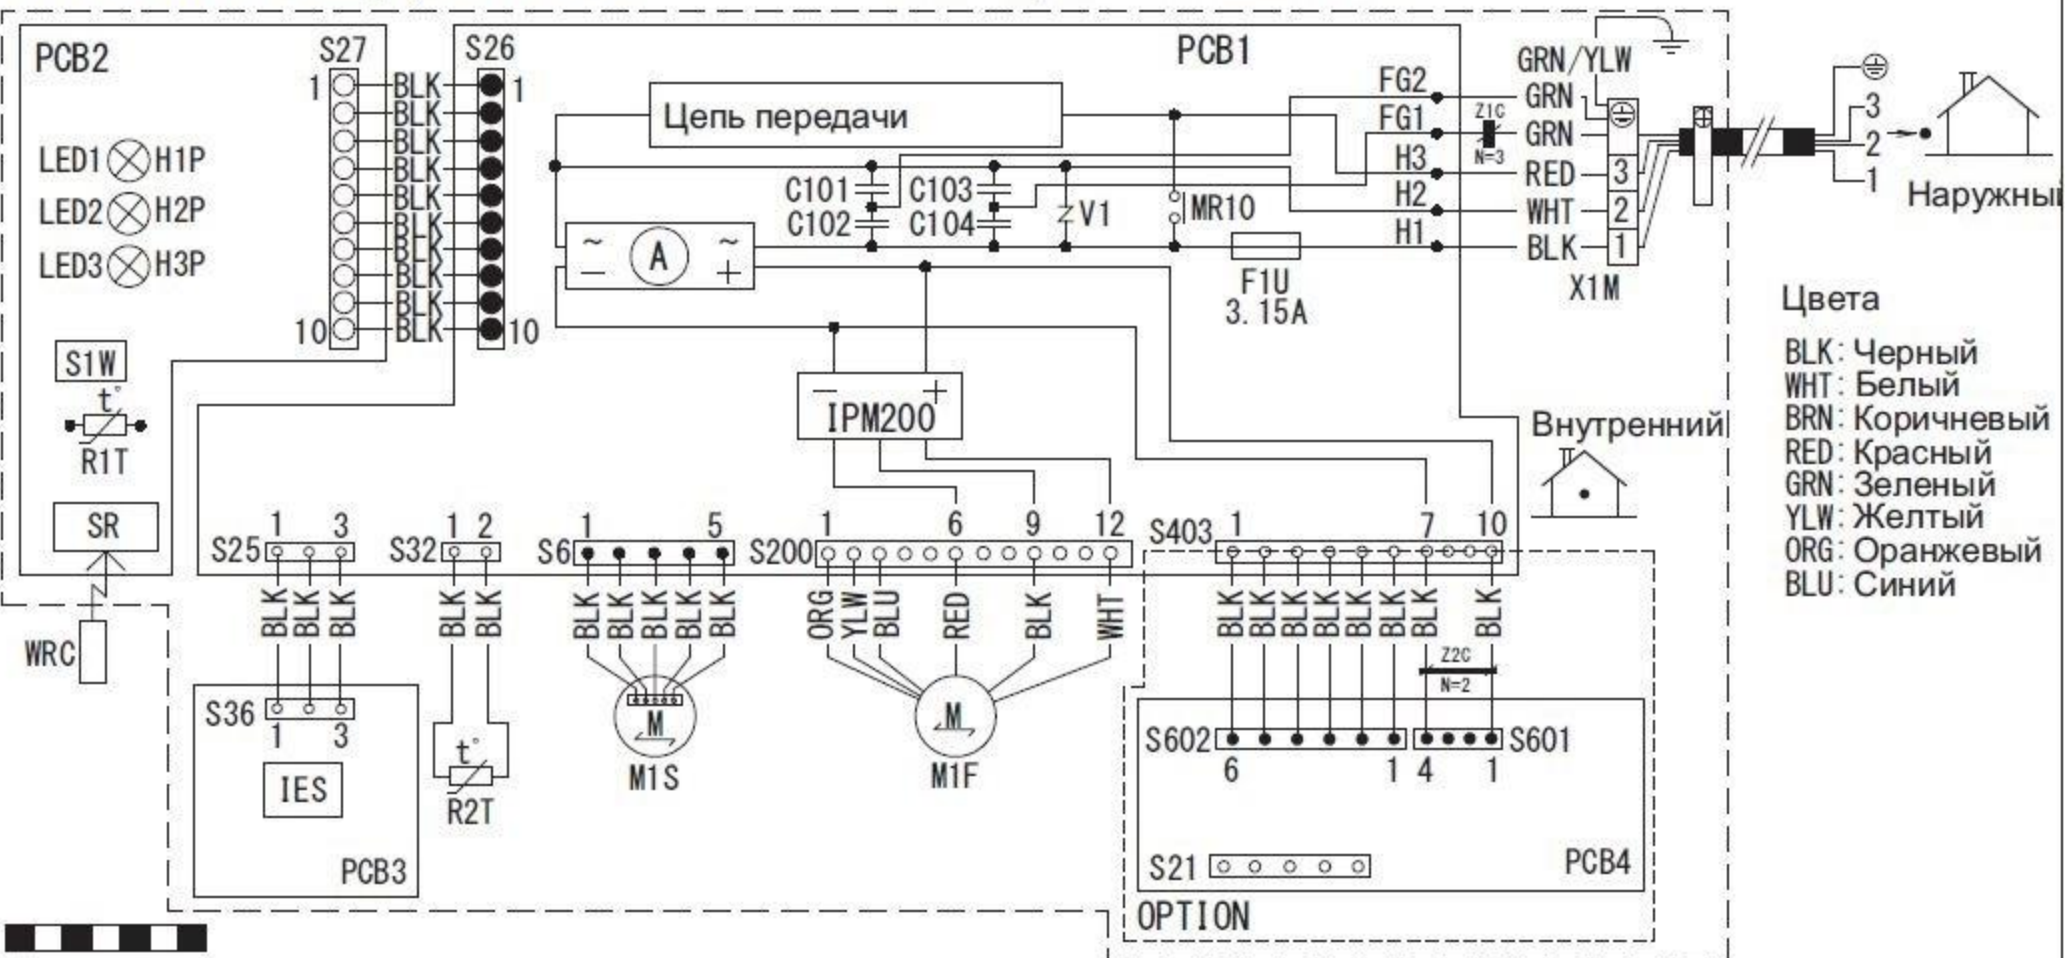 PCB2
S27
S26
PCB1
GRN/YLW
1
BLK
1
BLK
BLK
BLK
BLK
BLK
BLK
BLK
BLK
10
BLK
10
LED1 H1P
LED2 H2P
LED3 H3P
S1W
t°
R1T
SR
WRC
Цепь передачи
C101
C102
C103
C104
V1
MR10
~ A ~
— +
F1U
3.15A
FG2
FG1
H3
H2
H1
Z1C
N=3
GRN
GRN
RED 3
WHT 2
BLK 1
X1M
3
2
1
Наружны
— +
IPM200
Внутренний
Цвета
BLK: Черный
WHT: Белый
BRN: Коричневый
RED: Красный
GRN: Зеленый
YLW: Желтый
ORG: Оранжевый
BLU: Синий
1 3
S25
1 2
S32
1 5
S6
1 6 9 12
S200
S403 1 7 10
BLK BLK BLK
BLK BLK
BLK BLK BLK BLK BLK
ORG YLW BLU RED BLK WHT
BLK BLK BLK BLK BLK BLK BLK BLK
Z2C
N=2
S36
1 3
IES
PCB3
t°
R2T
M
M1S
M
M1F
S602
6 1
S601
4 1
S21
PCB4
OPTION